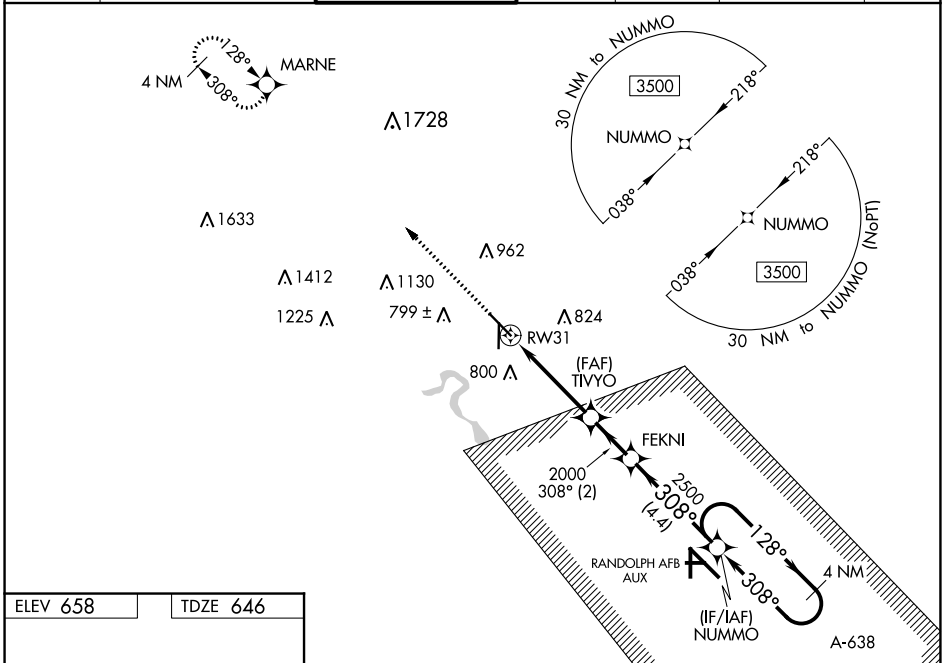 128°
308°
4 NM
MARNE
1728
1633
1412
1225
1130
799 ±
962
824
800
RW31
30 NM to NUMMO
3500
218°
NUMMO
038°
218°
NUMMO
038°
3500
30 NM to NUMMO (NoPT)
(FAF)
TIVYO
FEKNI
2000
308° (2)
2500
308°
(4.4)
128°
4 NM
308°
RANDOLPH AFB
AUX
(IF/IAF)
NUMMO
A-638
ELEV 658
TDZE 646